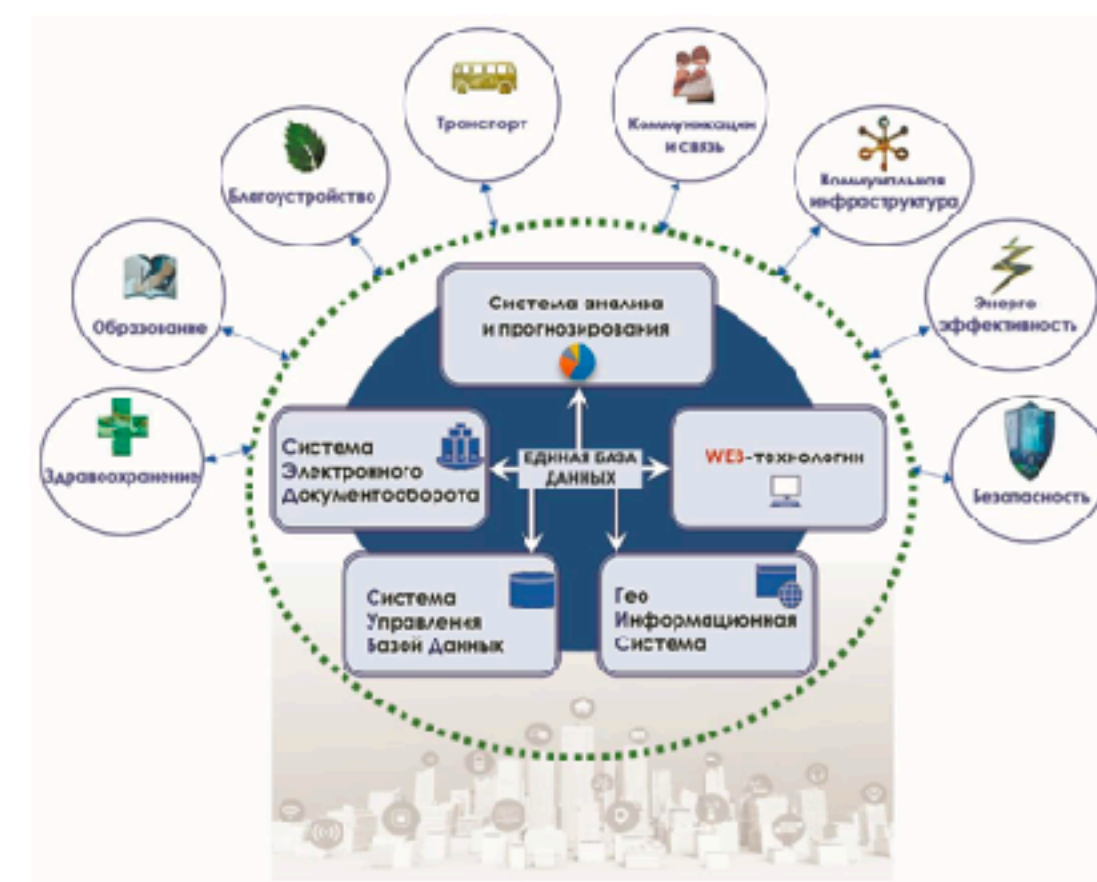 Транспорт
Коммуникации
и связь
Благоустройство
Коммунальная
инфраструктура
Образование
Энерго
эффективность
Здравоохранение
Безопасность
Система анализа
и прогнозирования
Система
Электронного
Документооборота
ЕДИНАЯ БАЗА
ДАННЫХ
WEB-технологии
Система
Управления
Базой Данных
Гео
Информационная
Система